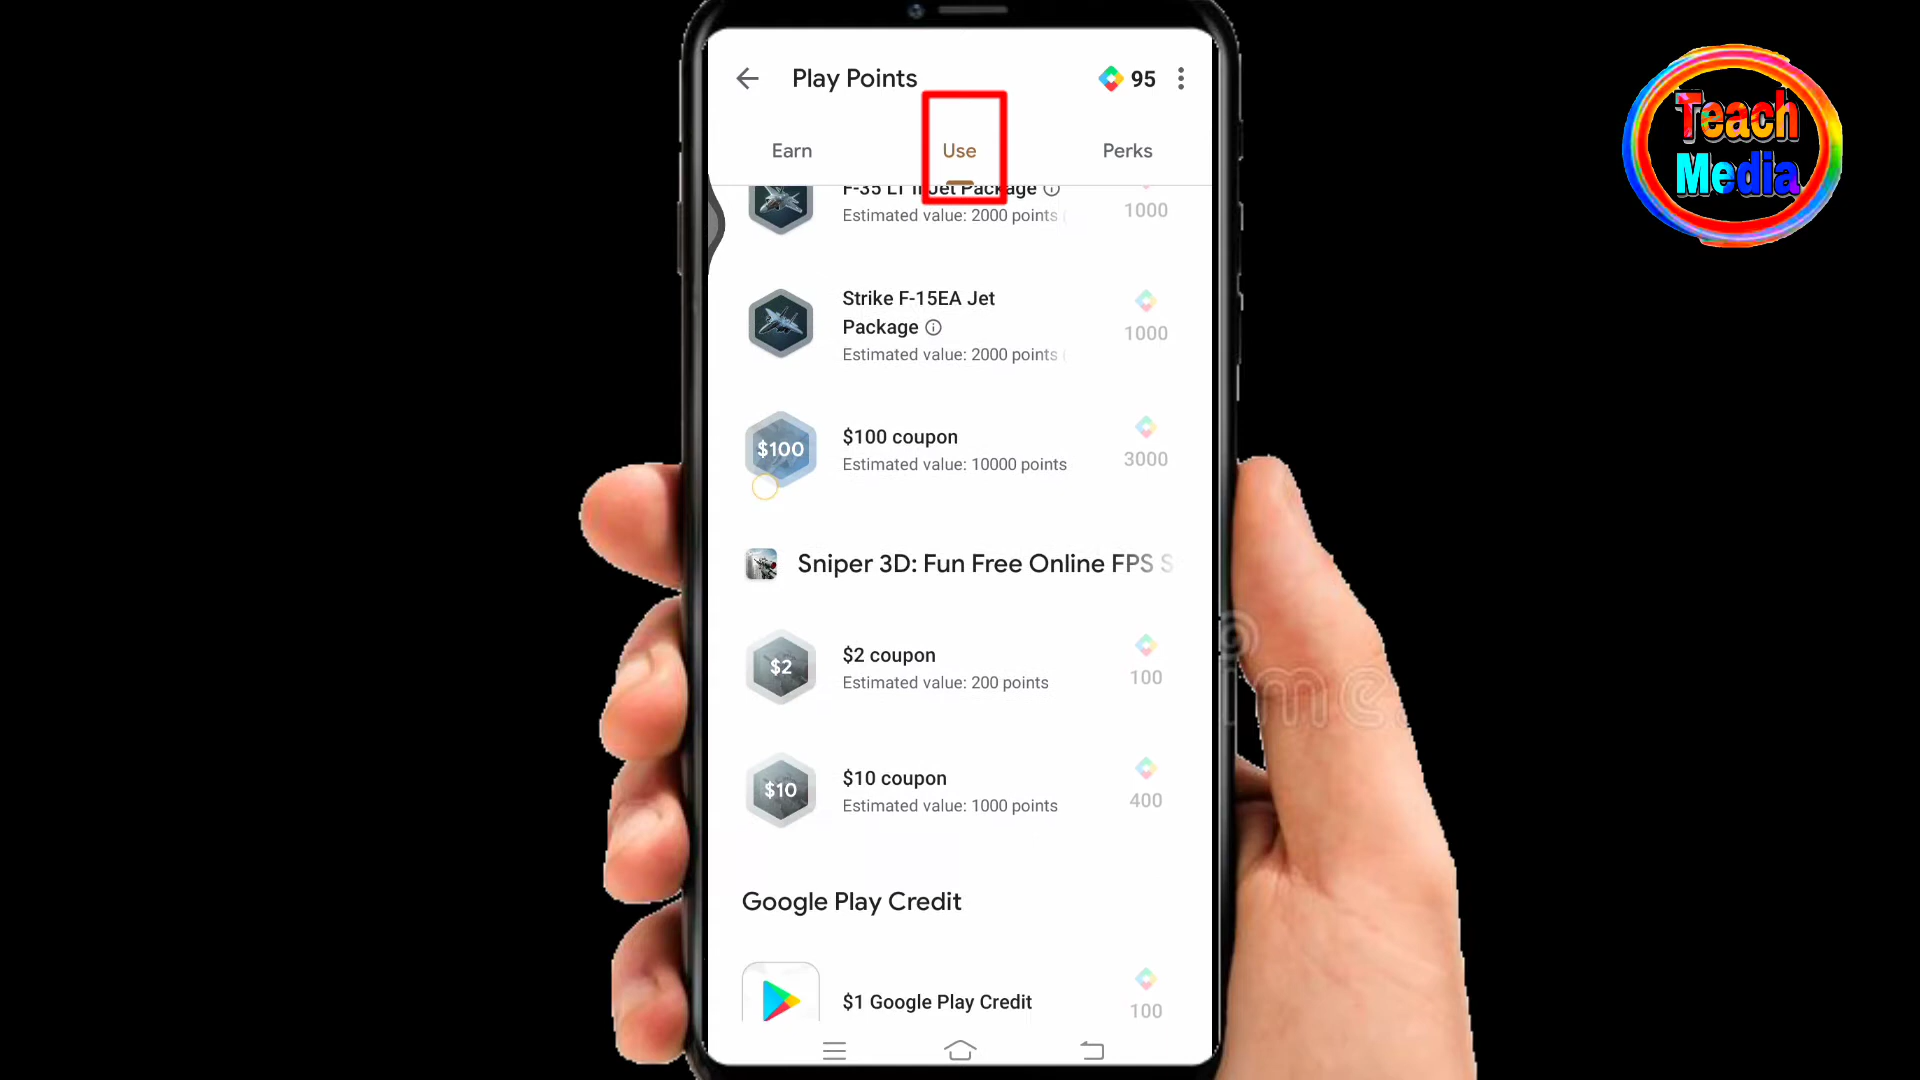 Play Points
95
Teach
Media
Earn
Use
Perks
Jet Package
Estimated value: 2000 points
1000
Strike F-15EA Jet
Package
Estimated value: 2000 points
1000
$100
$100 coupon
Estimated value: 10000 points
3000
Sniper 3D: Fun Free Online FPS S
$2
$2 coupon
Estimated value: 200 points
100
$10
$10 coupon
Estimated value: 1000 points
400
Google Play Credit
$1 Google Play Credit
100